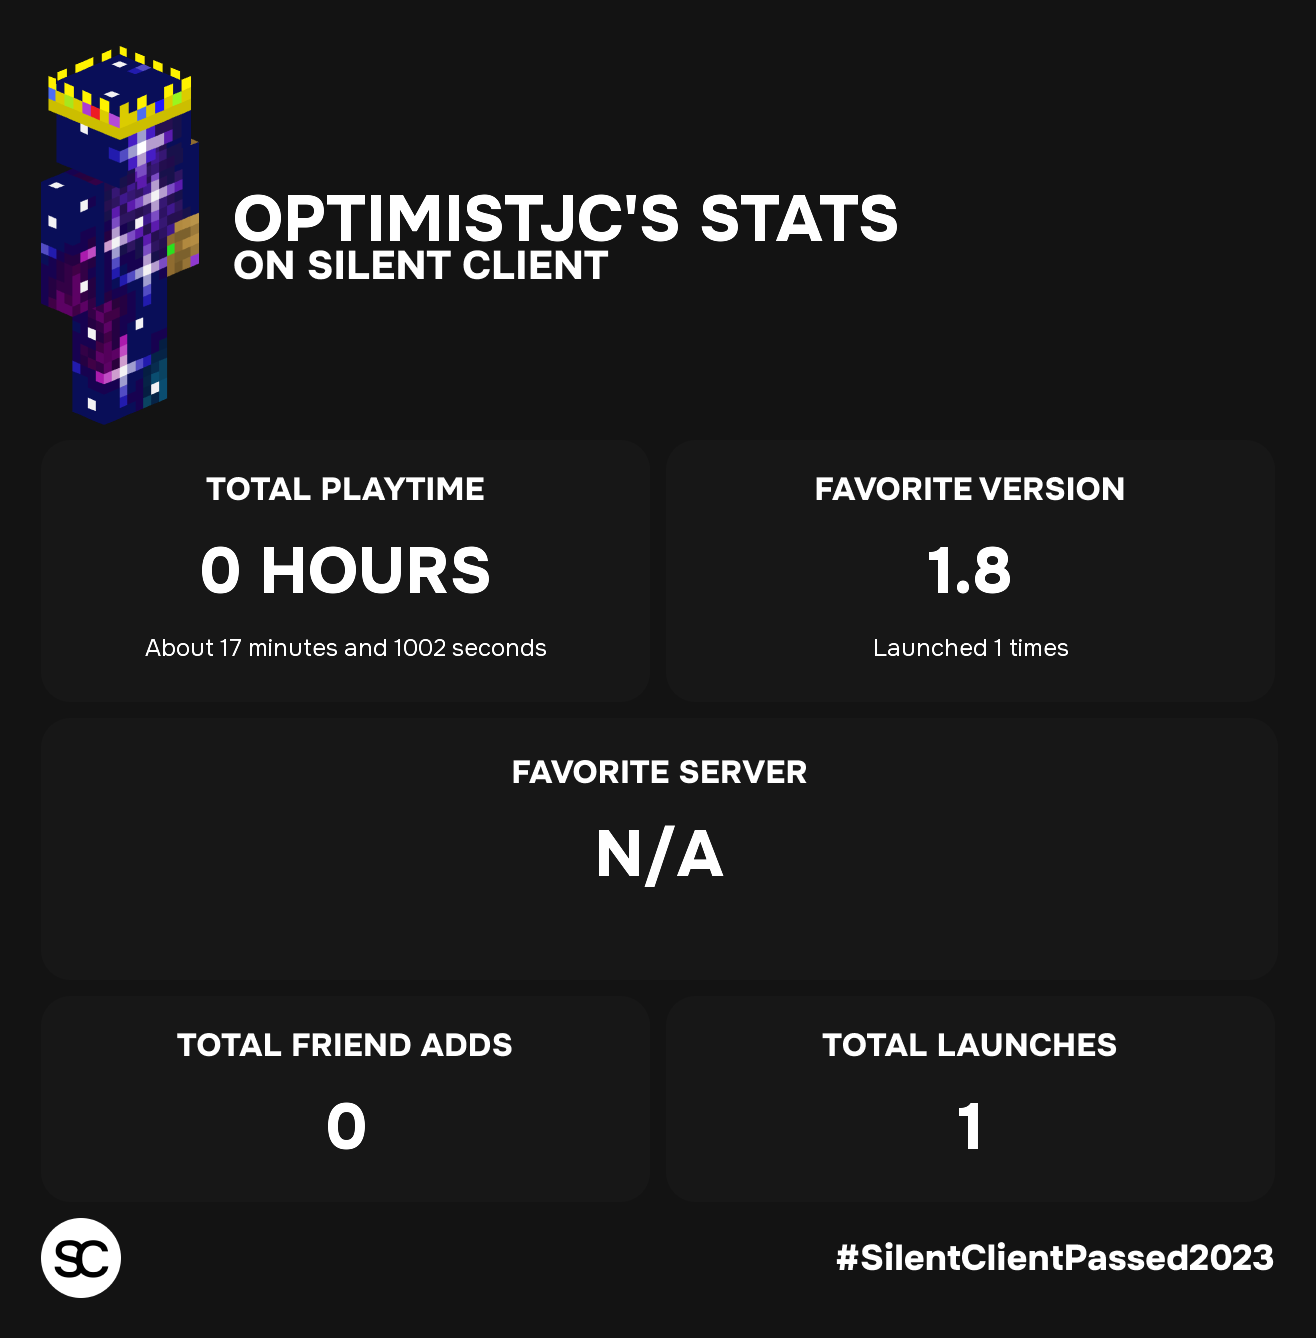 OPTIMISTJC'S STATS
ON SILENT CLIENT
TOTAL PLAYTIME
0 HOURS
About 17 minutes and 1002 seconds
FAVORITE VERSION
1.8
Launched 1 times
FAVORITE SERVER
N/A
TOTAL FRIEND ADDS
0
TOTAL LAUNCHES
1
SC
#SilentClientPassed2023